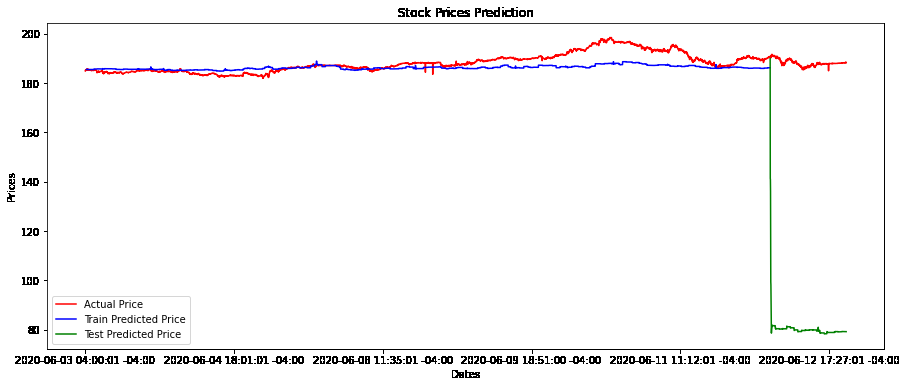 Stock Prices Prediction
200
180
160
140
120
100
80
Prices
Actual Price
Train Predicted Price
Test Predicted Price
2020-06-03 04:00:01 -04:00 2020-06-04 18:01:01 -04:00 2020-06-08 11:35:01 -04:00 2020-06-09 18:51:00 -04:00 2020-06-11 11:12:01 -04:00 2020-06-12 17:27:01 -04:00
Dates